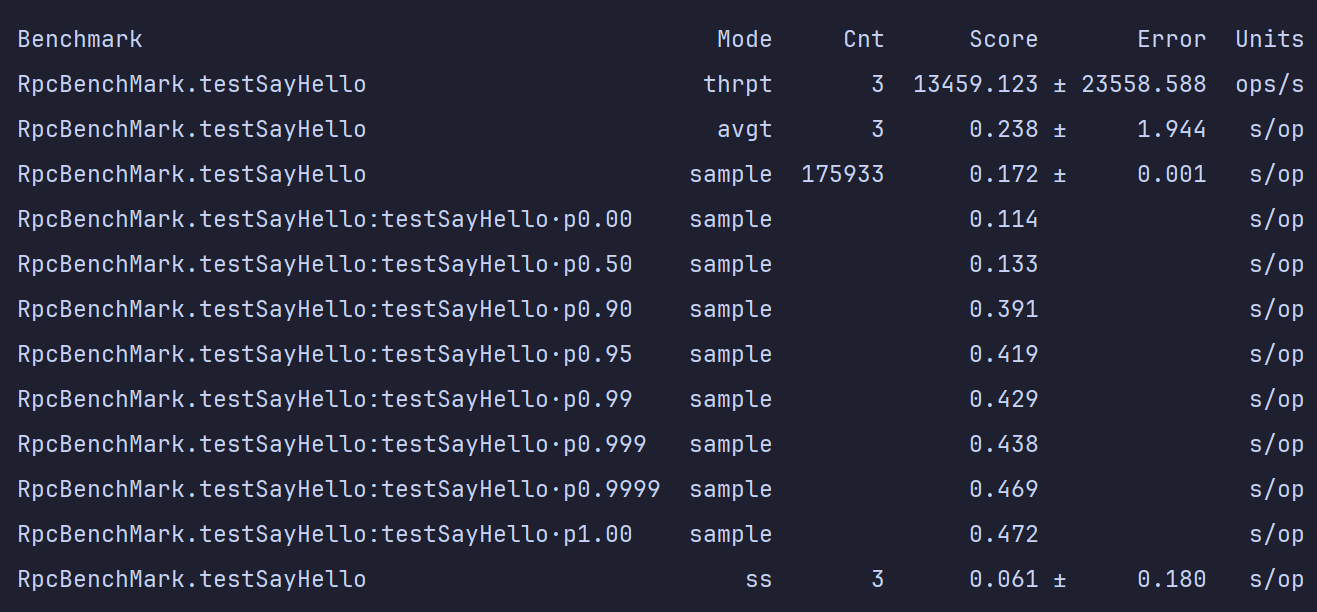 Benchmark Mode Cnt Score Error Units
RpcBenchMark.testSayHello thrpt 3 13459.123 ± 23558.588 ops/s
RpcBenchMark.testSayHello avgt 3 0.238 ± 1.944 s/op
RpcBenchMark.testSayHello sample 175933 0.172 ± 0.001 s/op
RpcBenchMark.testSayHello:testSayHello·p0.00 sample 0.114 s/op
RpcBenchMark.testSayHello:testSayHello·p0.50 sample 0.133 s/op
RpcBenchMark.testSayHello:testSayHello·p0.90 sample 0.391 s/op
RpcBenchMark.testSayHello:testSayHello·p0.95 sample 0.419 s/op
RpcBenchMark.testSayHello:testSayHello·p0.99 sample 0.429 s/op
RpcBenchMark.testSayHello:testSayHello·p0.999 sample 0.438 s/op
RpcBenchMark.testSayHello:testSayHello·p0.9999 sample 0.469 s/op
RpcBenchMark.testSayHello:testSayHello·p1.00 sample 0.472 s/op
RpcBenchMark.testSayHello ss 3 0.061 ± 0.180 s/op